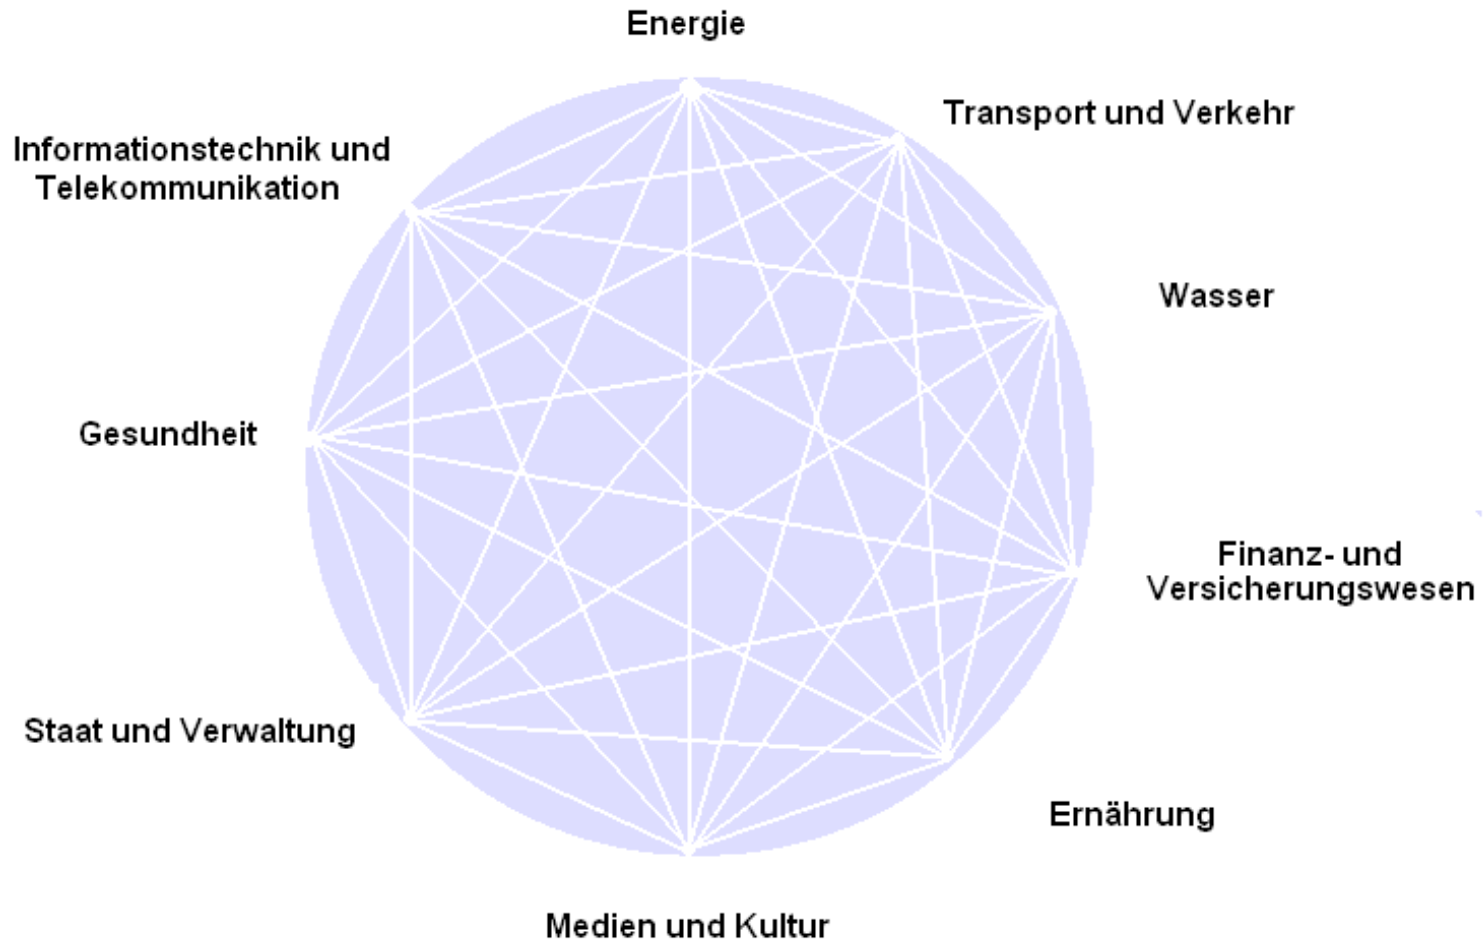 Energie
Transport und Verkehr
Informationstechnik und
Telekommunikation
Wasser
Gesundheit
Finanz- und
Versicherungswesen
Staat und Verwaltung
Ernährung
Medien und Kultur